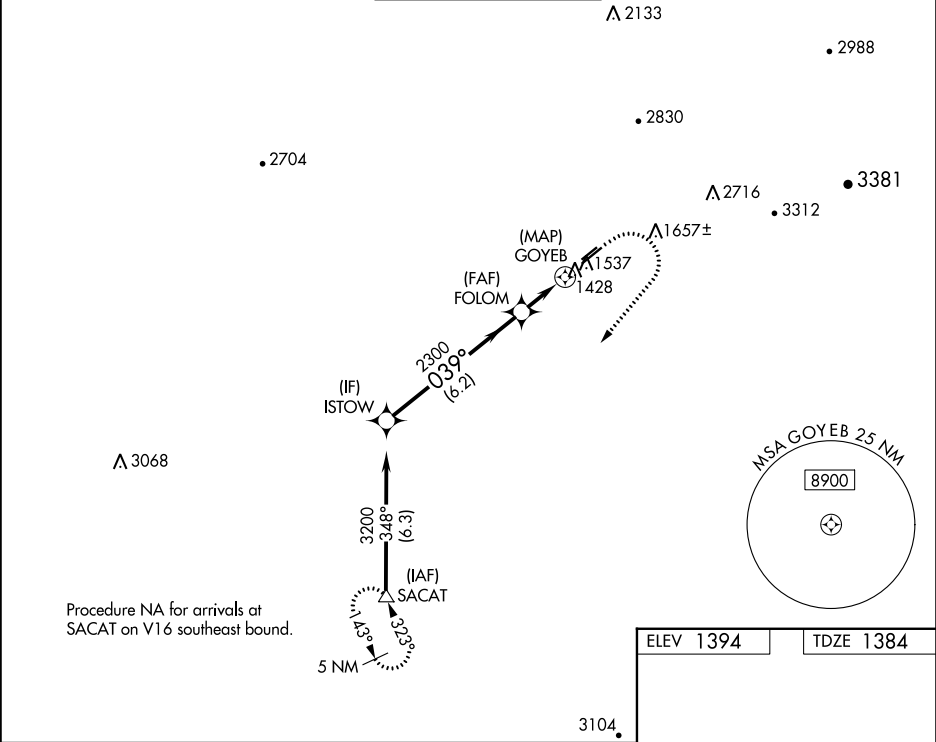 2133
2988
2830
2704
3381
2716
3312
1657±
(MAP)
GOYEB
1537
1428
(FAF)
FOLOM
2300
039°
(6.2)
(IF)
ISTOW
3068
MSA GOYEB 25 NM
8900
3200
348°
(6.3)
(IAF)
SACAT
Procedure NA for arrivals at
SACAT on V16 southeast bound.
143°
323°
5 NM
ELEV 1394
TDZE 1384
3104